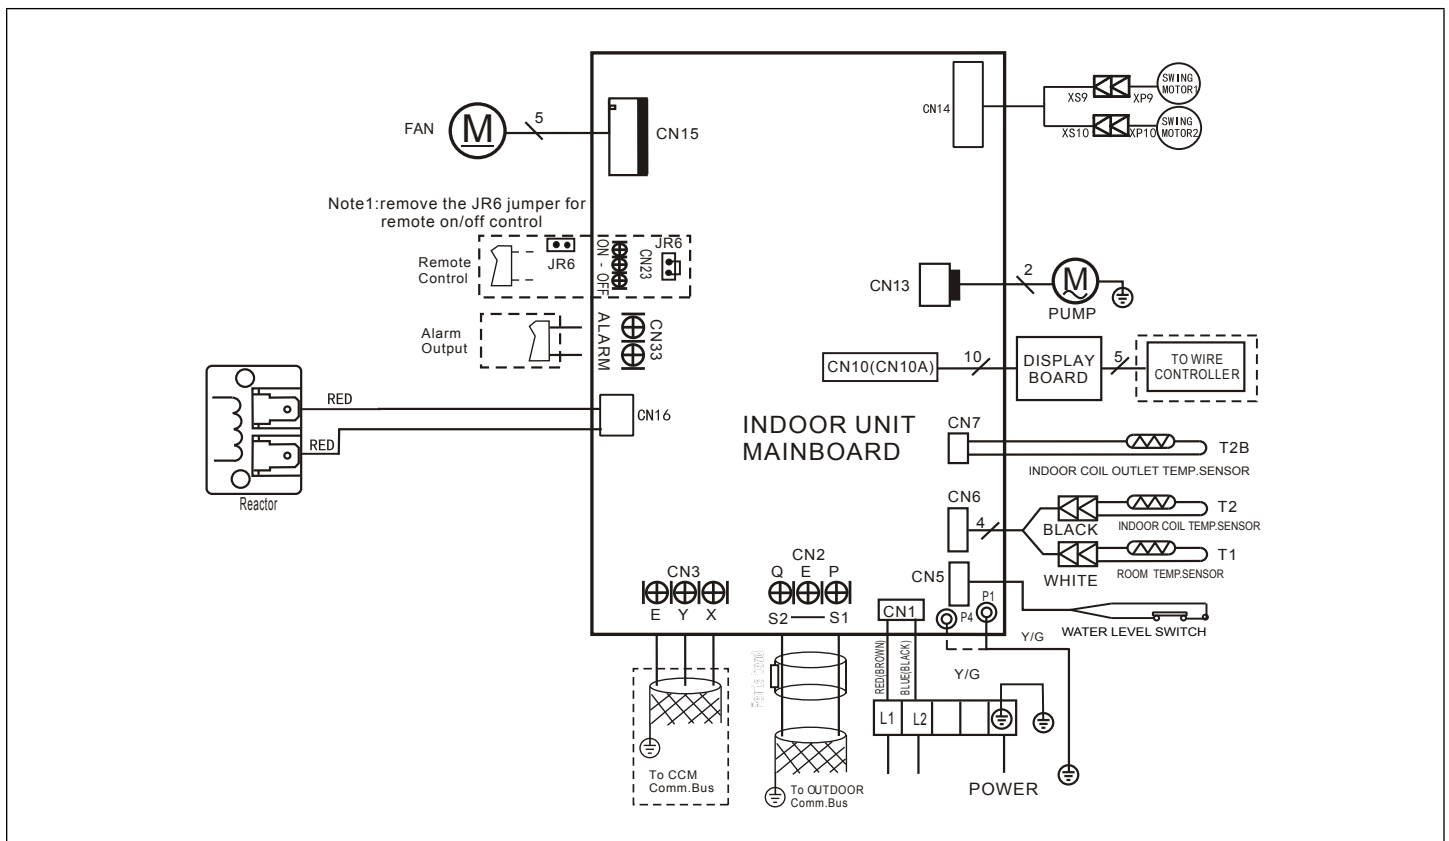 FAN
M
5
CN15
CN14
XS9
XP9
SWING
MOTOR1
XS10
XP10
SWING
MOTOR2
Note1:remove the JR6 jumper for
remote on/off control
Remote
Control
JR6
ON - OFF
CN23
JR6
Alarm
Output
ALARM
CN33
CN13
2
M
PUMP
CN10(CN10A)
10
DISPLAY
BOARD
5
TO WIRE
CONTROLLER
RED
RED
CN16
Reactor
INDOOR UNIT
MAINBOARD
CN7
T2B
INDOOR COIL OUTLET TEMP.SENSOR
CN6
4
BLACK
T2
INDOOR COIL TEMP.SENSOR
WHITE
T1
ROOM TEMP.SENSOR
CN5
WATER LEVEL SWITCH
CN3
E Y X
CN2
Q E P
S2 S1
CN1
P4
P1
Y/G
Y/G
RED(BROWN)
BLUE(BLACK)
L1
L2
POWER
To CCM
Comm.Bus
To OUTDOOR
Comm.Bus